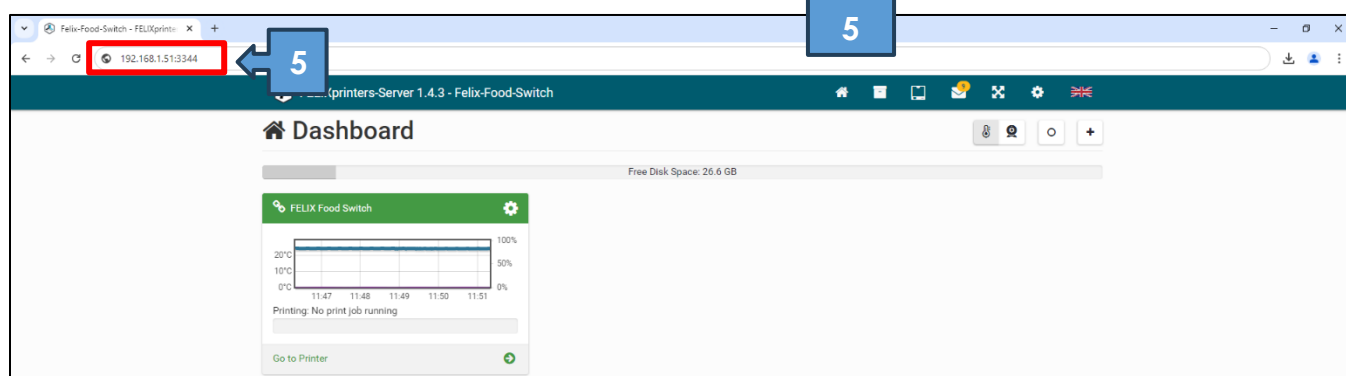 5
Felix-Food-Switch - FELIXprinte
192.168.1.51:3344
5
printers-Server 1.4.3 - Felix-Food-Switch
Dashboard
Free Disk Space: 26.6 GB
FELIX Food Switch
100%
20°C
50%
10°C
0°C
0%
11:47 11:48 11:49 11:50 11:51
Printing: No print job running
Go to Printer